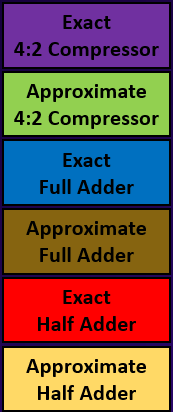 Exact
4:2 Compressor
Approximate
4:2 Compressor
Exact
Full Adder
Approximate
Full Adder
Exact
Half Adder
Approximate
Half Adder